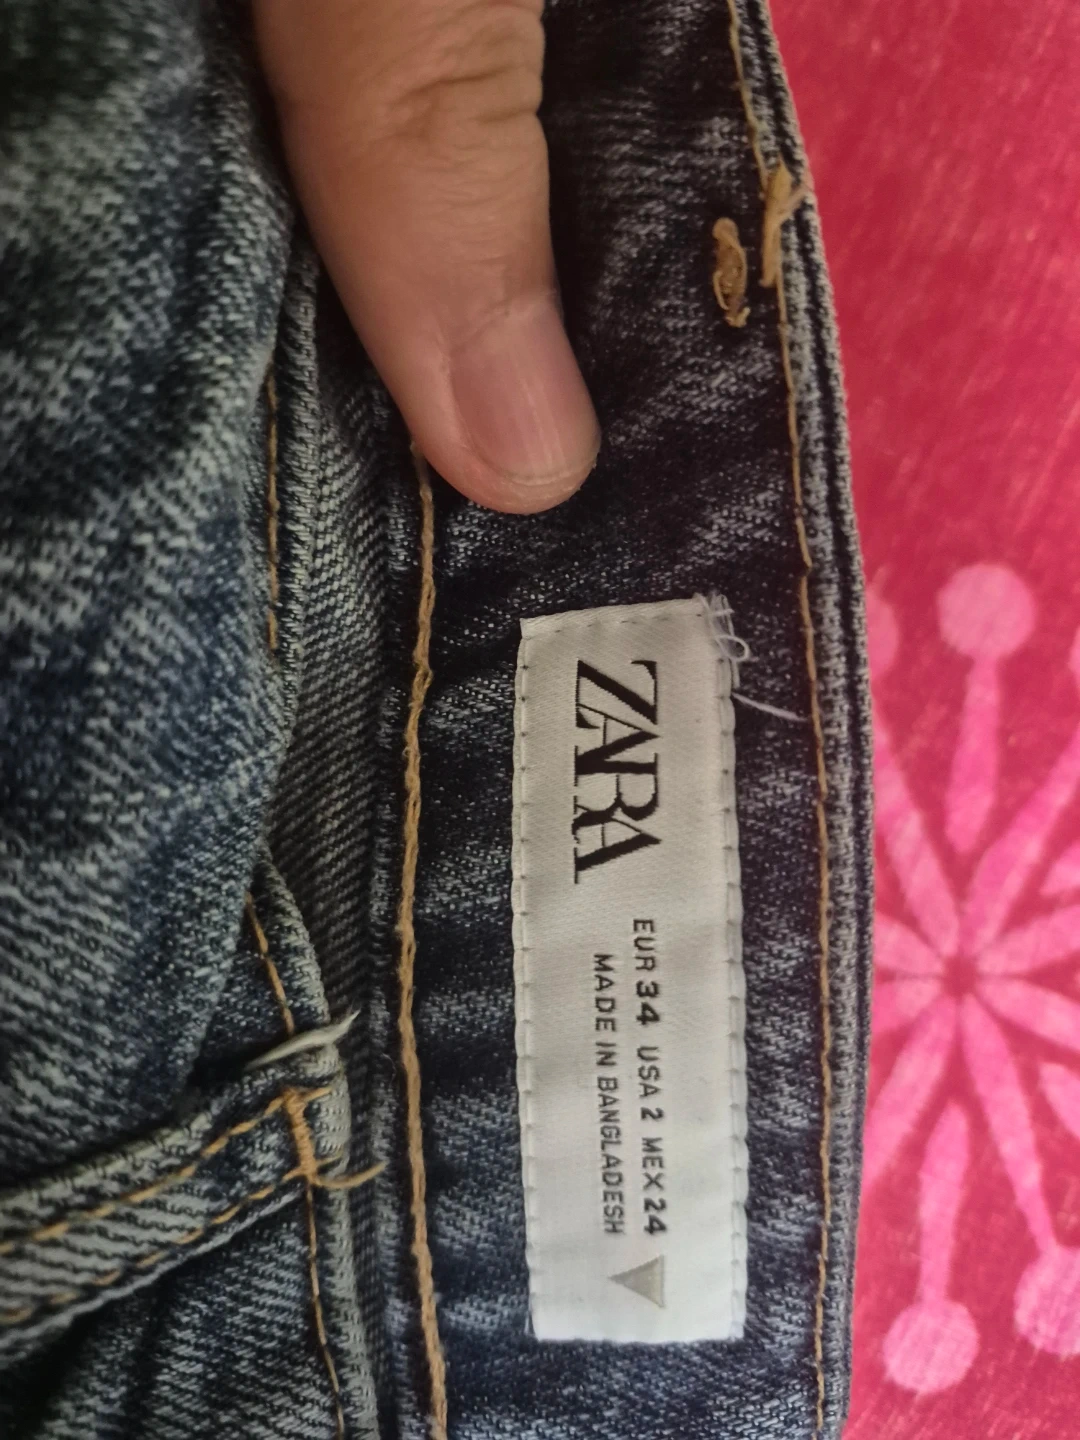 ZARA
EUR 34 USA 2 MEX 24
MADE IN BANGLADESH